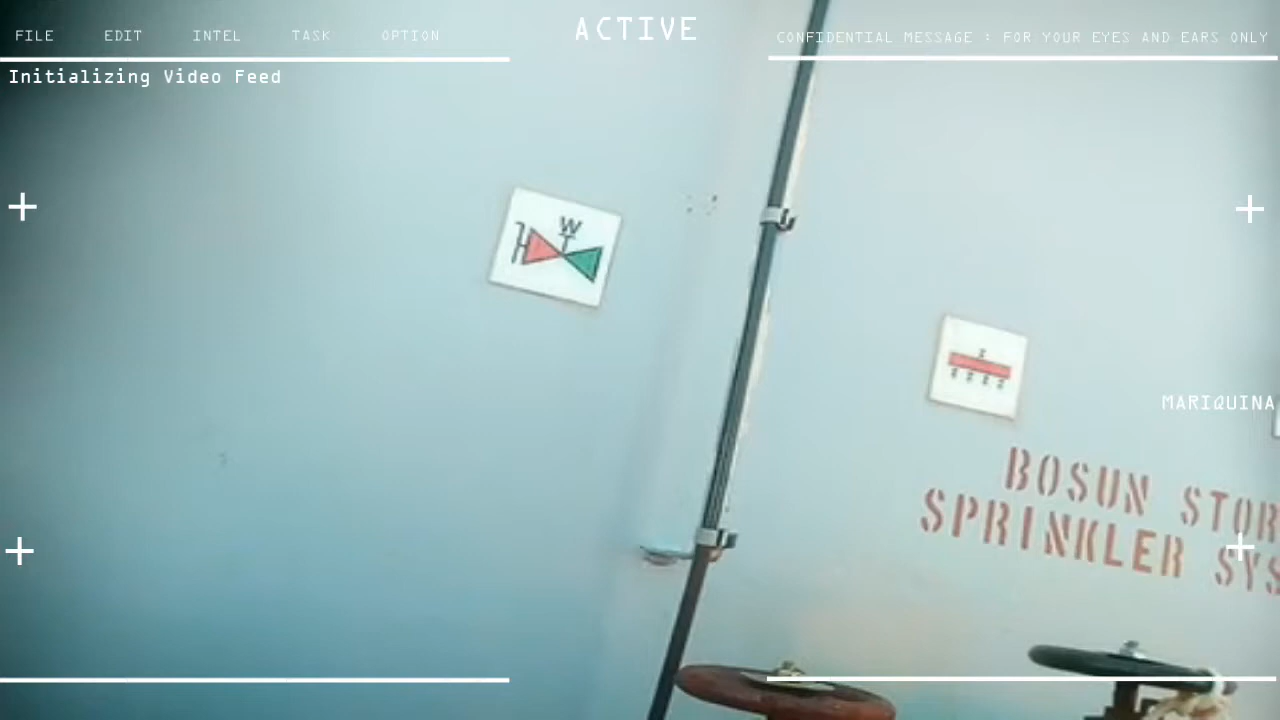 FILE EDIT INTEL TASK OPTION
ACTIVE
CONFIDENTIAL MESSAGE : FOR YOUR EYES AND EARS ONLY
Initializing Video Feed
W
MARIQUINA
BOSUN STOR
SPRINKLER SYS